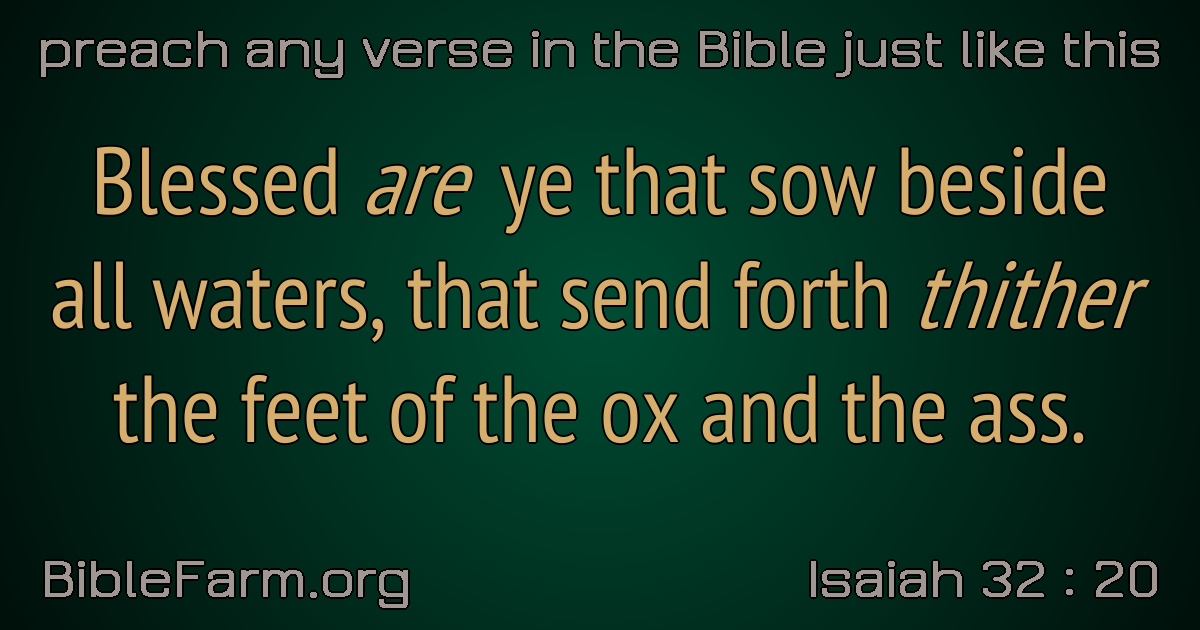 preach any verse in the Bible just like this
Blessed are ye that sow beside
all waters, that send forth thither
the feet of the ox and the ass.
BibleFarm.org
Isaiah 32 : 20